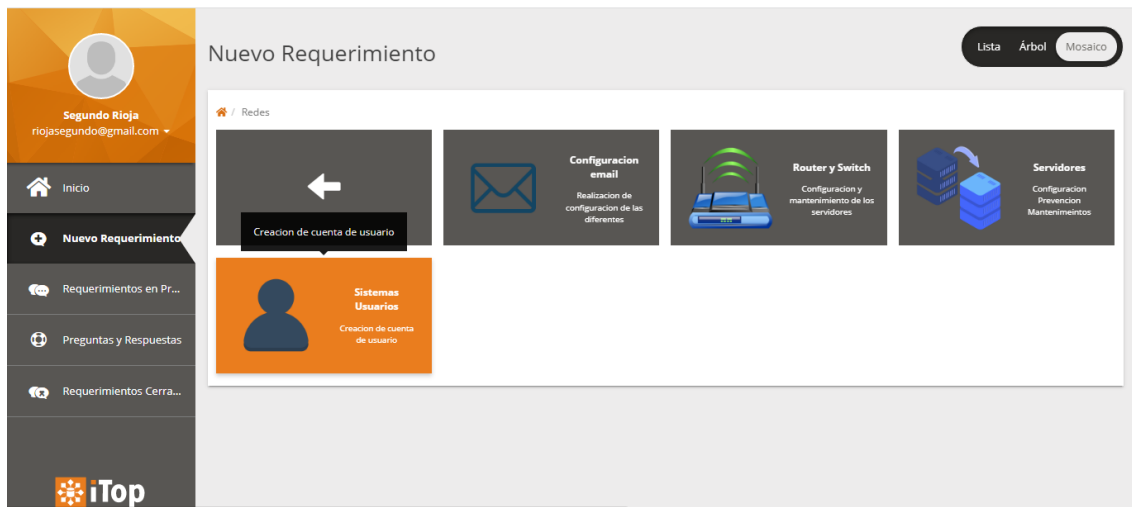 Segundo Rioja
riojasegundo@gmail.com
Inicio
Nuevo Requerimiento
Requerimientos en Pr...
Preguntas y Respuestas
Requerimientos Cerra...
iTop
Nuevo Requerimiento
Lista Árbol Mosaico
/ Redes
Creacion de cuenta de usuario
Configuracion
email
Realizacion de
configuracion de las
diferentes
Router y Switch
Configuracion y
mantenimiento de los
servidores
Servidores
Configuracion
Prevencion
Mantenimeintos
Sistemas
Usuarios
Creacion de cuenta
de usuario